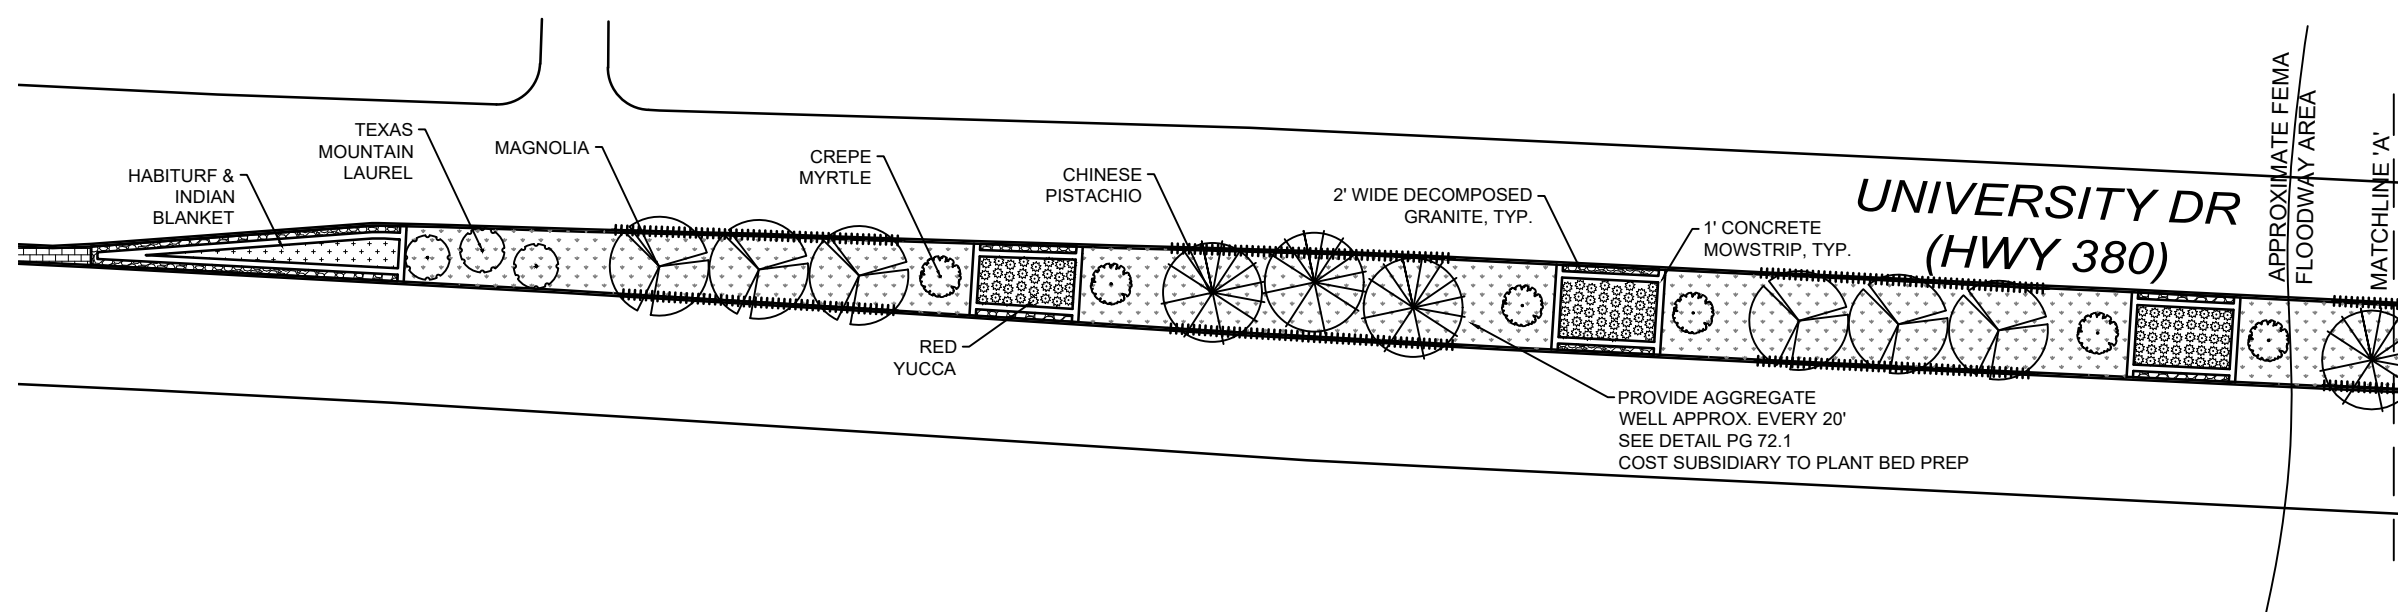 TEXAS
MOUNTAIN
LAUREL
HABITURF &
INDIAN
BLANKET
MAGNOLIA
CREPE
MYRTLE
CHINESE
PISTACHIO
2' WIDE DECOMPOSED
GRANITE, TYP.
1' CONCRETE
MOWSTRIP, TYP.
UNIVERSITY DR
(HWY 380)
APPROXIMATE FEMA
FLOODWAY AREA
MATCHLINE 'A'
RED
YUCCA
PROVIDE AGGREGATE
WELL APPROX. EVERY 20'
SEE DETAIL PG 72.1
COST SUBSIDIARY TO PLANT BED PREP